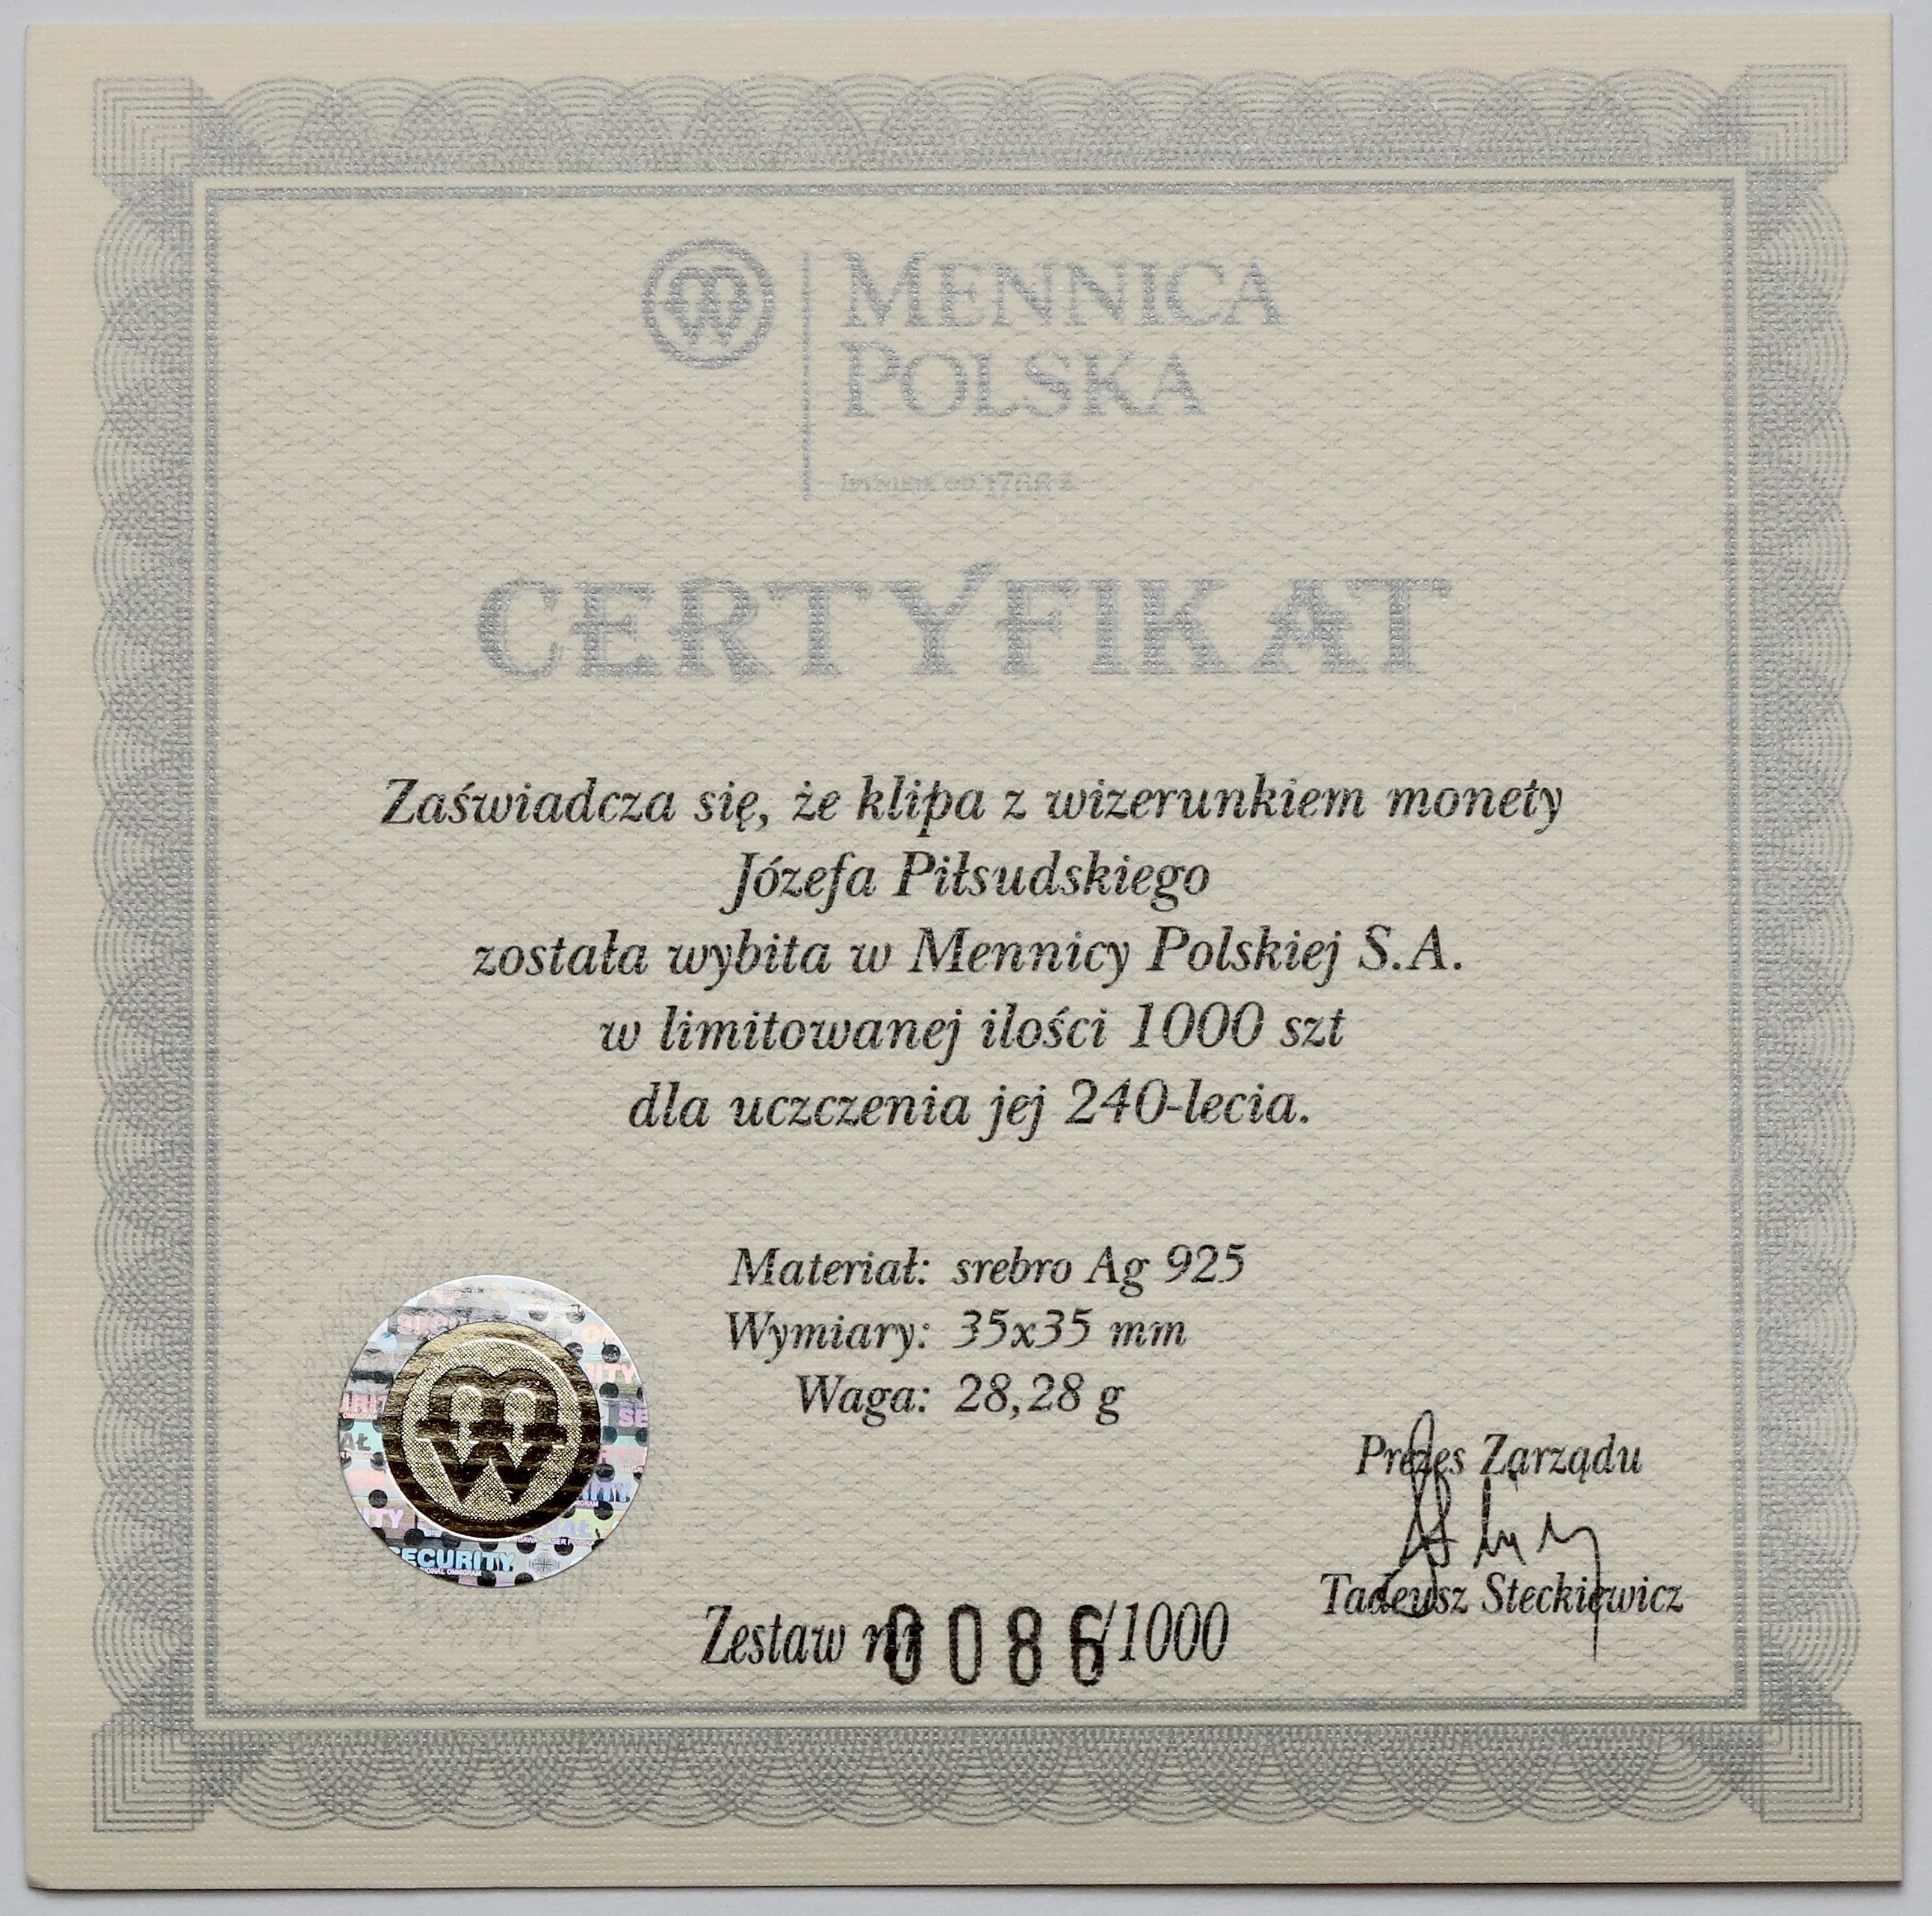 MENNICA
POLSKA
CERTYFIKAT
Zaświadcza się, że klipa z wizerunkiem monety
Józefa Piłsudskiego
została wybita w Mennicy Polskiej S.A.
w limitowanej ilości 1000 szt
dla uczczenia jej 240-lecia.
Materiał: srebro Ag 925
Wymiary: 35x35 mm
Waga: 28,28 g
SECURITY
Prezes Zarządu
Tadeusz Steckiewicz
Zestaw nr 0086/1000